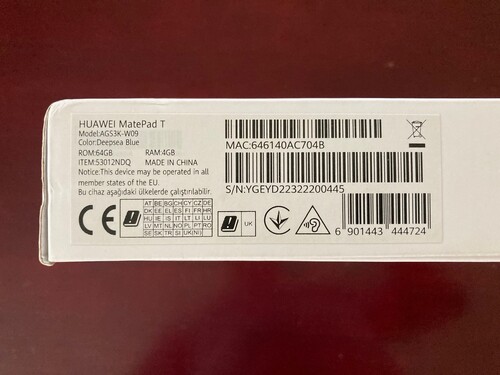 HUAWEI MatePad T
Model:AGS3K-W09
Color:Deepsea Blue
ROM:64GB RAM:4GB
ITEM:53012NDQ MADE IN CHINA
Notice:This device may be operated in all
member states of the EU.
Bu cihaz aşağıdaki ülkelerde çalıştırılabilir.
CE
AT BE BG CH CY CZ DE
DK EE EL ES FI FR HR
HU IE IS IT LT LI LU
LV MT NL NO PL PT RO
SE SK TR SI UK(NI)
UK
MAC:646140AC704B
S/N:YGEYD22322200445
6 901443 444724